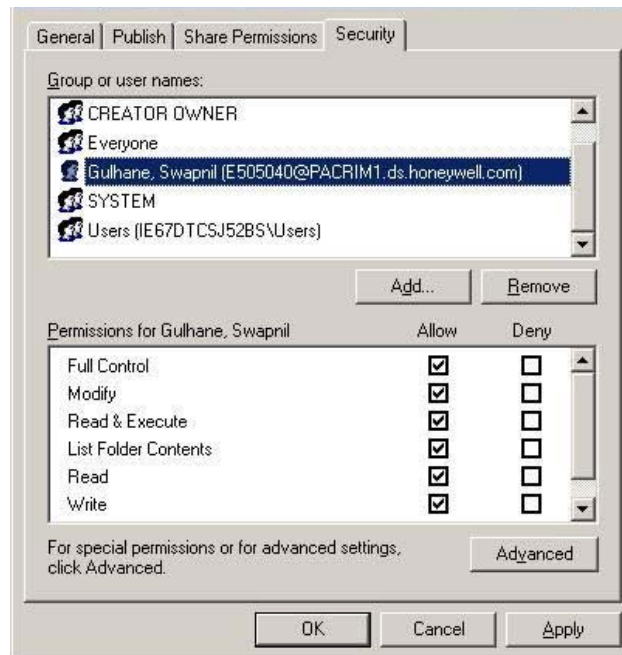 General Publish Share Permissions Security
Group or user names:
CREATOR OWNER
Everyone
Gulhane, Swapnil (E505040@PACRIM1.ds.honeywell.com)
SYSTEM
Users (IE67DTCSJ52BS\Users)
Add... Remove
Permissions for Gulhane, Swapnil Allow Deny
Full Control
Modify
Read & Execute
List Folder Contents
Read
Write
For special permissions or for advanced settings,
click Advanced.
Advanced
OK Cancel Apply